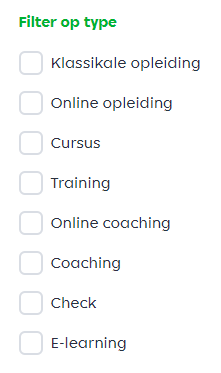 Filter op type
Klassikale opleiding
Online opleiding
Cursus
Training
Online coaching
Coaching
Check
E-learning